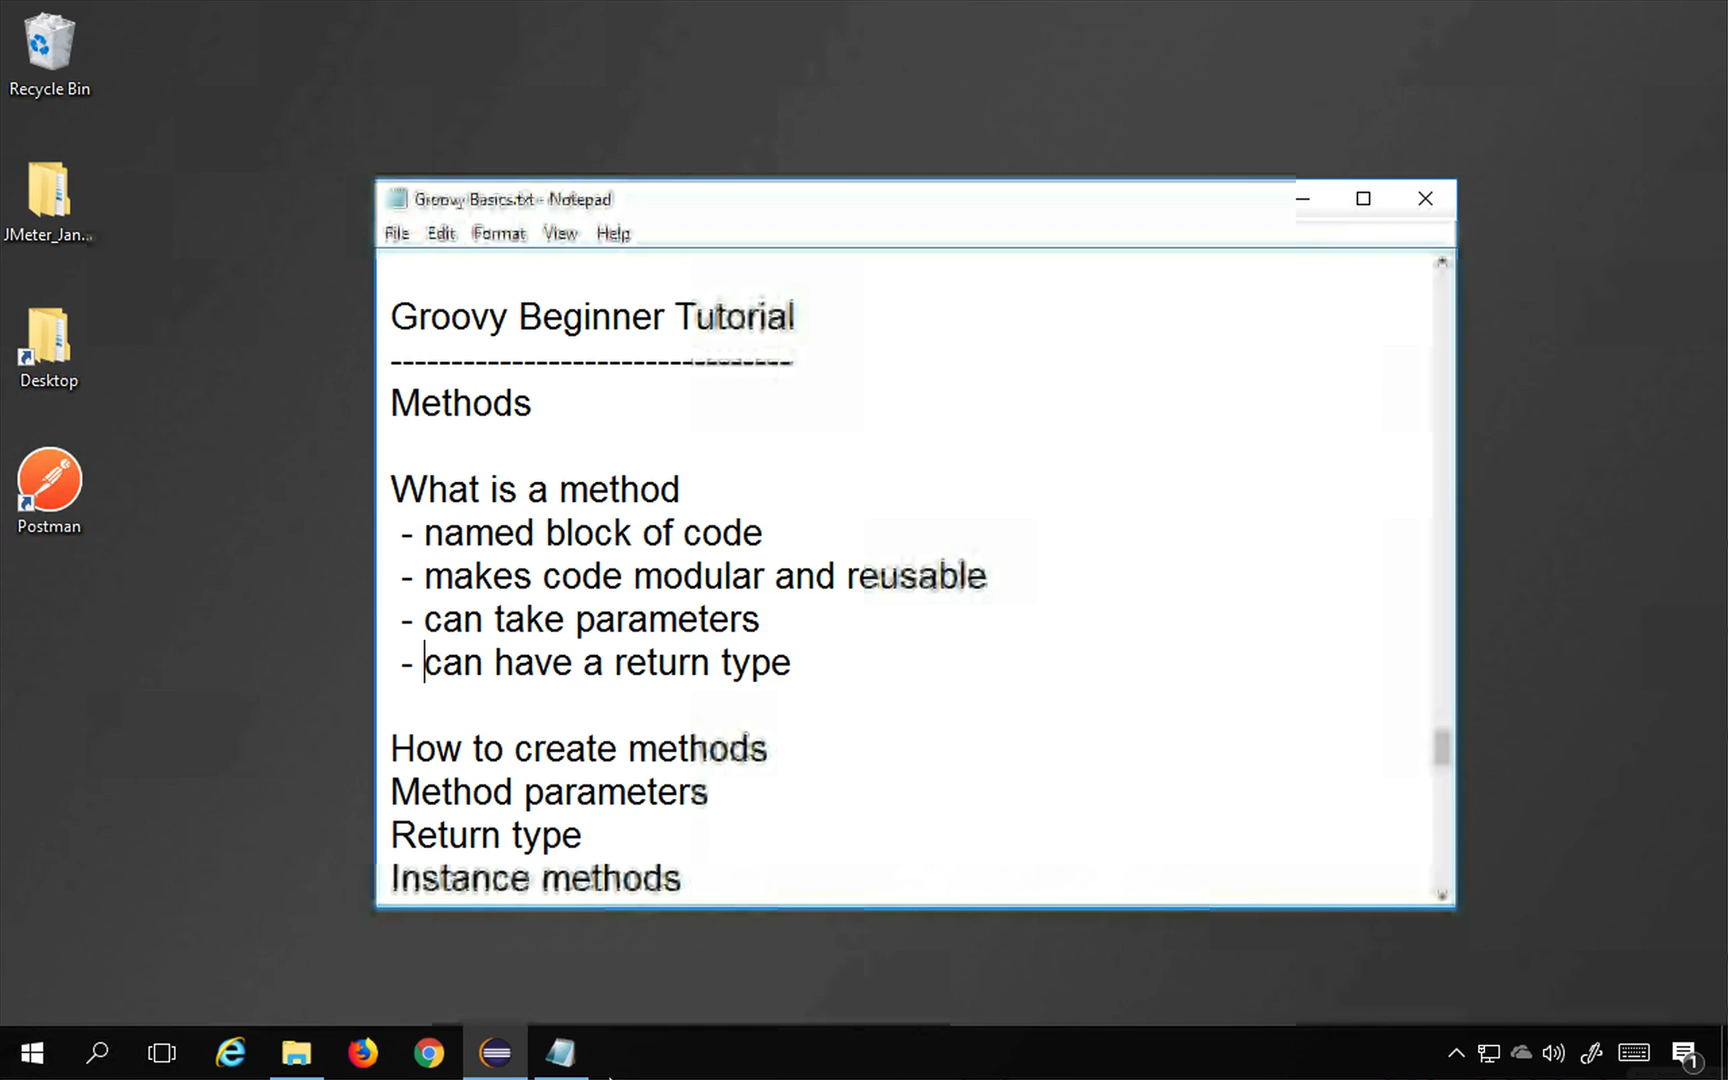 Recycle Bin
JMeter_Jan...
Desktop
Postman
Groovy Basics.txt - Notepad
File Edit Format View Help
Groovy Beginner Tutorial
---------------------------------
Methods
What is a method
- named block of code
- makes code modular and reusable
- can take parameters
- can have a return type
How to create methods
Method parameters
Return type
Instance methods
1